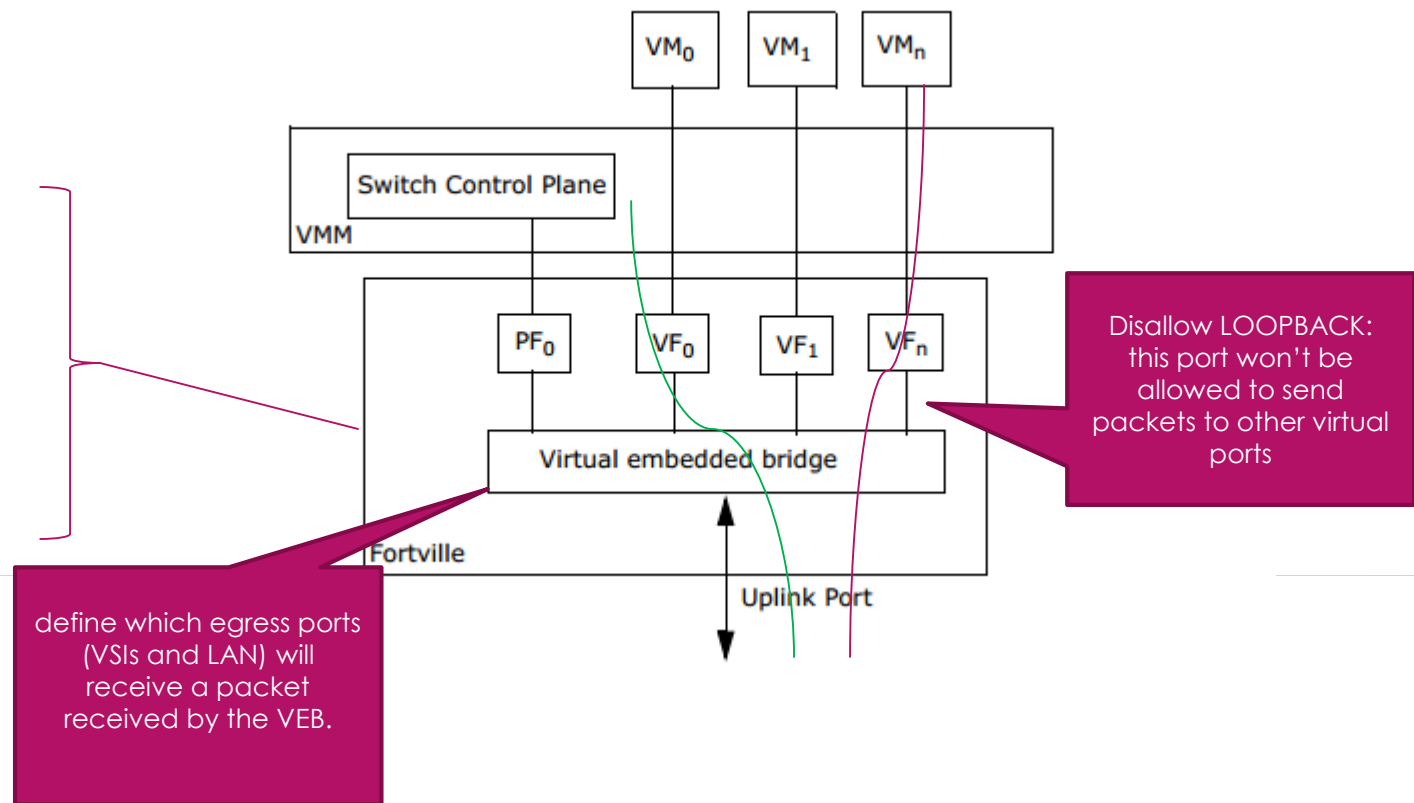 VM0
VM1
VMn
Switch Control Plane
VMM
PF0
VF0
VF1
VFn
Disallow LOOPBACK:
this port won’t be
allowed to send
packets to other virtual
ports
Virtual embedded bridge
Fortville
Uplink Port
define which egress ports
(VSIs and LAN) will
receive a packet
received by the VEB.